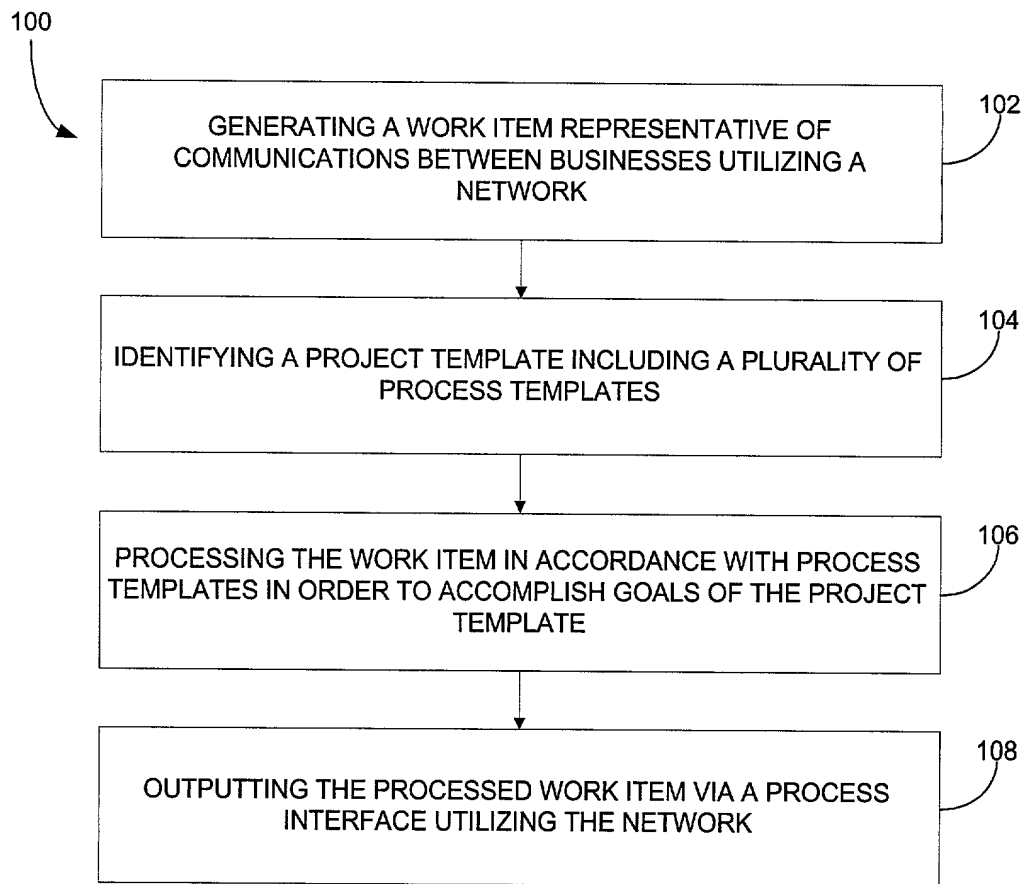 100
102
GENERATING A WORK ITEM REPRESENTATIVE OF
COMMUNICATIONS BETWEEN BUSINESSES UTILIZING A
NETWORK
104
IDENTIFYING A PROJECT TEMPLATE INCLUDING A PLURALITY OF
PROCESS TEMPLATES
106
PROCESSING THE WORK ITEM IN ACCORDANCE WITH PROCESS
TEMPLATES IN ORDER TO ACCOMPLISH GOALS OF THE PROJECT
TEMPLATE
108
OUTPUTTING THE PROCESSED WORK ITEM VIA A PROCESS
INTERFACE UTILIZING THE NETWORK